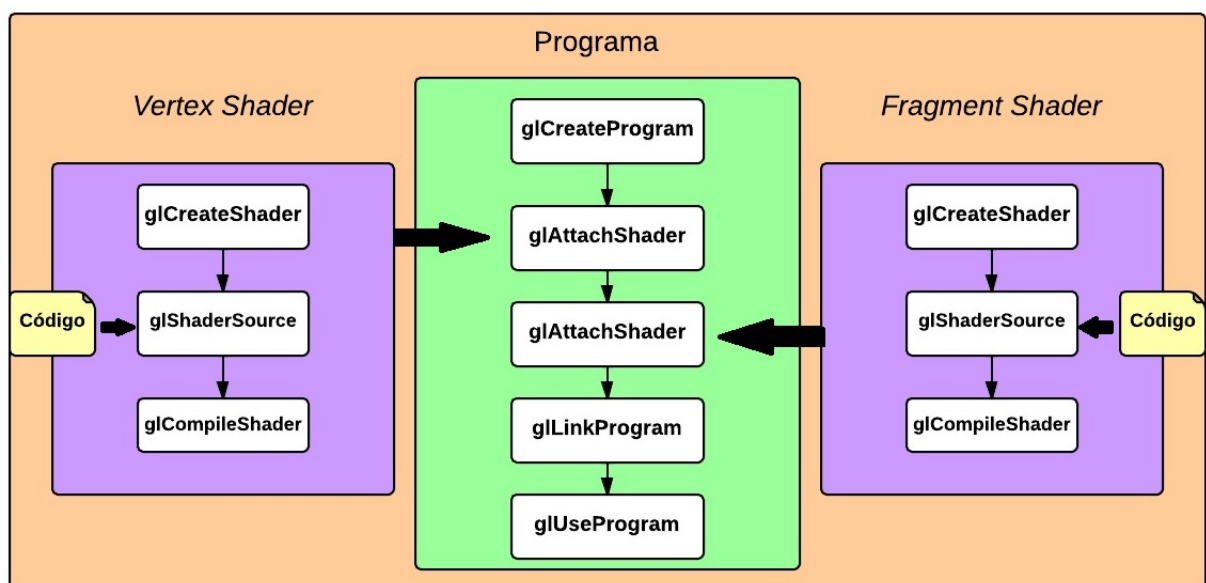 Programa
Vertex Shader
glCreateShader
Código
glShaderSource
glCompileShader
glCreateProgram
glAttachShader
glAttachShader
glLinkProgram
glUseProgram
Fragment Shader
glCreateShader
glShaderSource
Código
glCompileShader